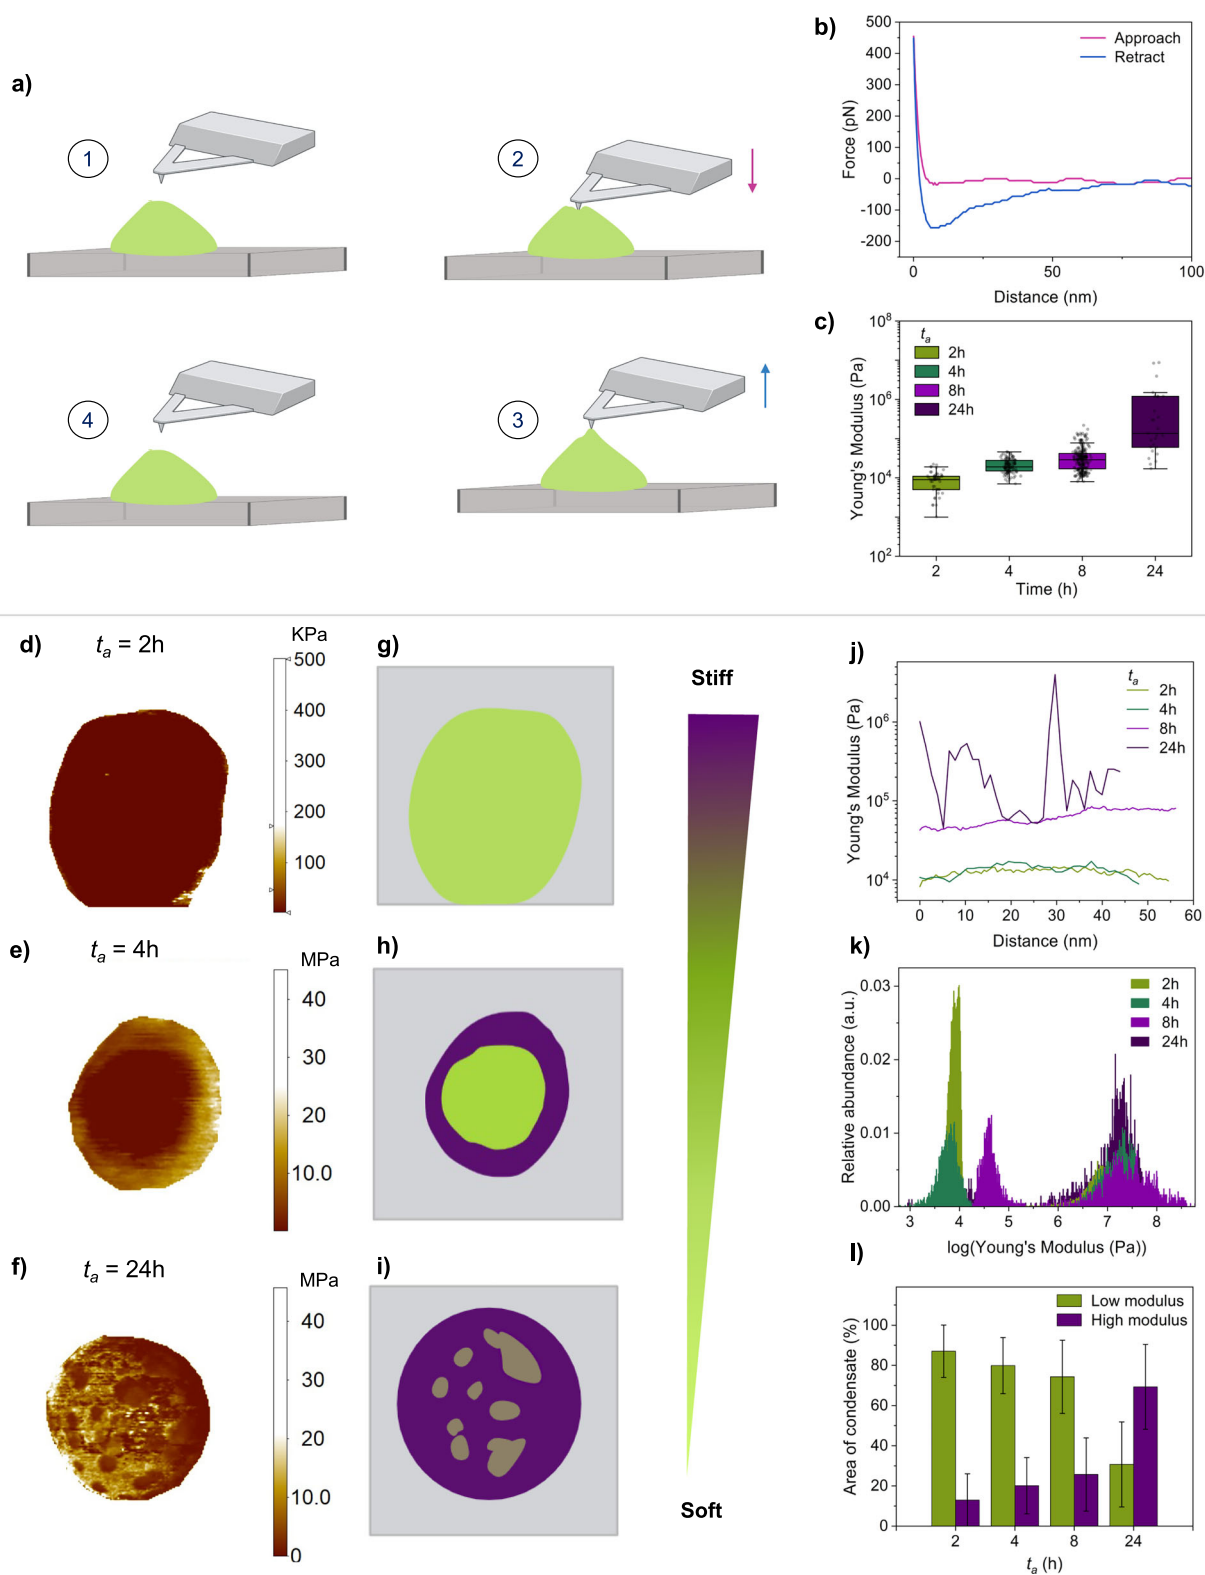 a)
1
2
4
3
b)
500
400
300
200
100
0
-100
-200
Force (pN)
Approach
Retract
0
50
100
Distance (nm)
c)
10^8
10^6
10^4
10^2
Young's Modulus (Pa)
t_a
2h
4h
8h
24h
2
4
8
24
Time (h)
d)
t_a = 2h
KPa
500
400
300
200
100
g)
Stiff
Soft
e)
t_a = 4h
MPa
40
30
20
10.0
h)
f)
t_a = 24h
MPa
40
30
20
10.0
0
i)
j)
10^6
10^5
10^4
Young's Modulus (Pa)
t_a
2h
4h
8h
24h
0
10
20
30
40
50
60
Distance (nm)
k)
0.03
0.02
0.01
0.00
Relative abundance (a.u.)
2h
4h
8h
24h
3
4
5
6
7
8
log(Young's Modulus (Pa))
l)
100
80
60
40
20
0
Area of condensate (%)
Low modulus
High modulus
2
4
8
24
t_a (h)